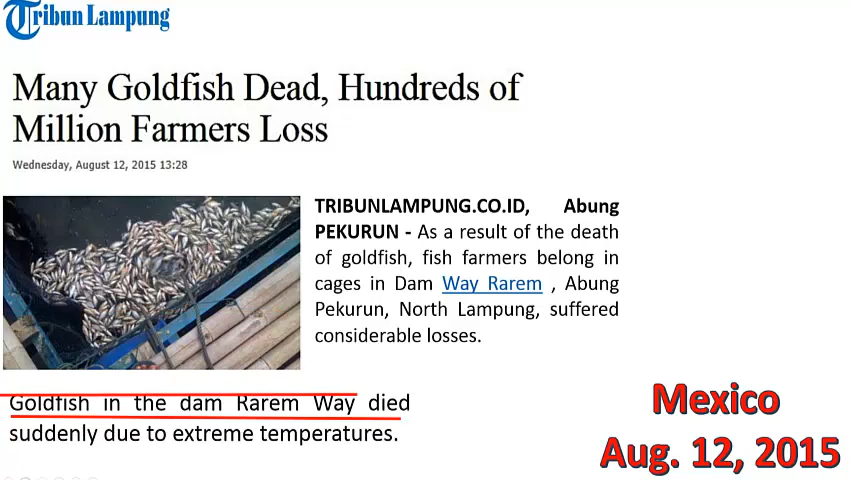 Tribun Lampung
Many Goldfish Dead, Hundreds of
Million Farmers Loss
Wednesday, August 12, 2015 13:28
TRIBUNLAMPUNG.CO.ID, Abung
PEKURUN - As a result of the death
of goldfish, fish farmers belong in
cages in Dam Way Rarem , Abung
Pekurun, North Lampung, suffered
considerable losses.
Goldfish in the dam Rarem Way died
suddenly due to extreme temperatures.
Mexico
Aug. 12, 2015